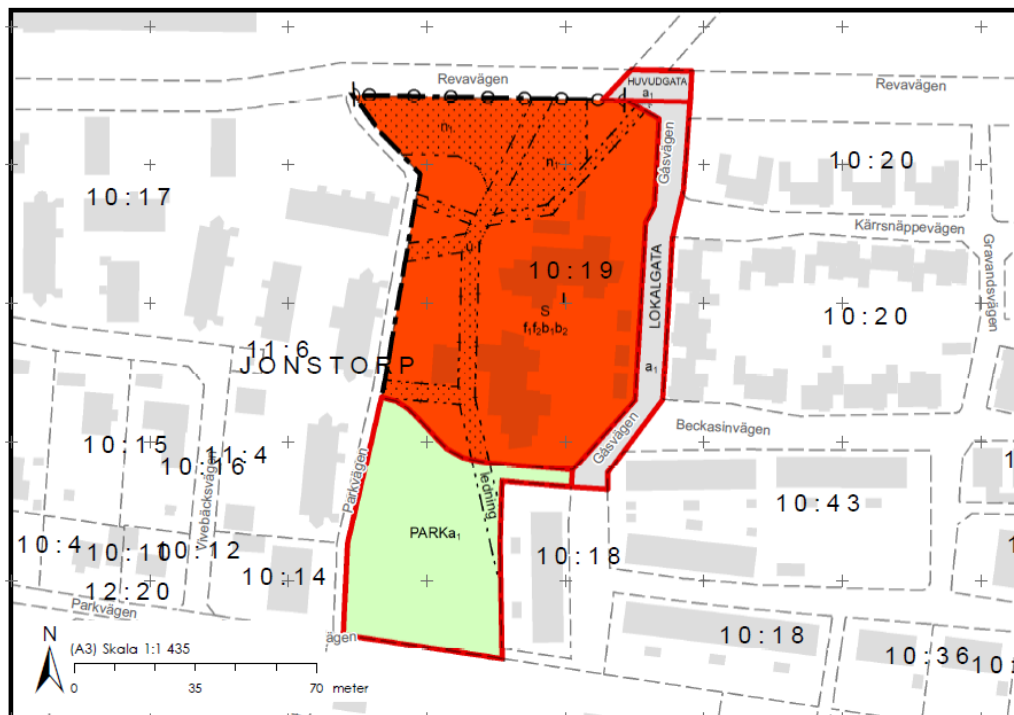 Revavägen
HUVUDGATA
a1
Revavägen
n1
n1
Gåsvägen
10:20
10:17
Kärrsnäppevägen
Gravandsvägen
u1
10:19
I
S
f1f2b1b2
LOKALGATA
10:20
11:6
JONSTORP
a1
Beckasinvägen
Gåsvägen
10:15
11:4
10:16
Vivebäcksvägen
Parkvägen
ledning
10:43
PARKa1
10:4
10:10
10:12
10:18
12:20
10:14
Parkvägen
ägen
10:18
10:36
N
(A3) Skala 1:1 435
0 35 70 meter